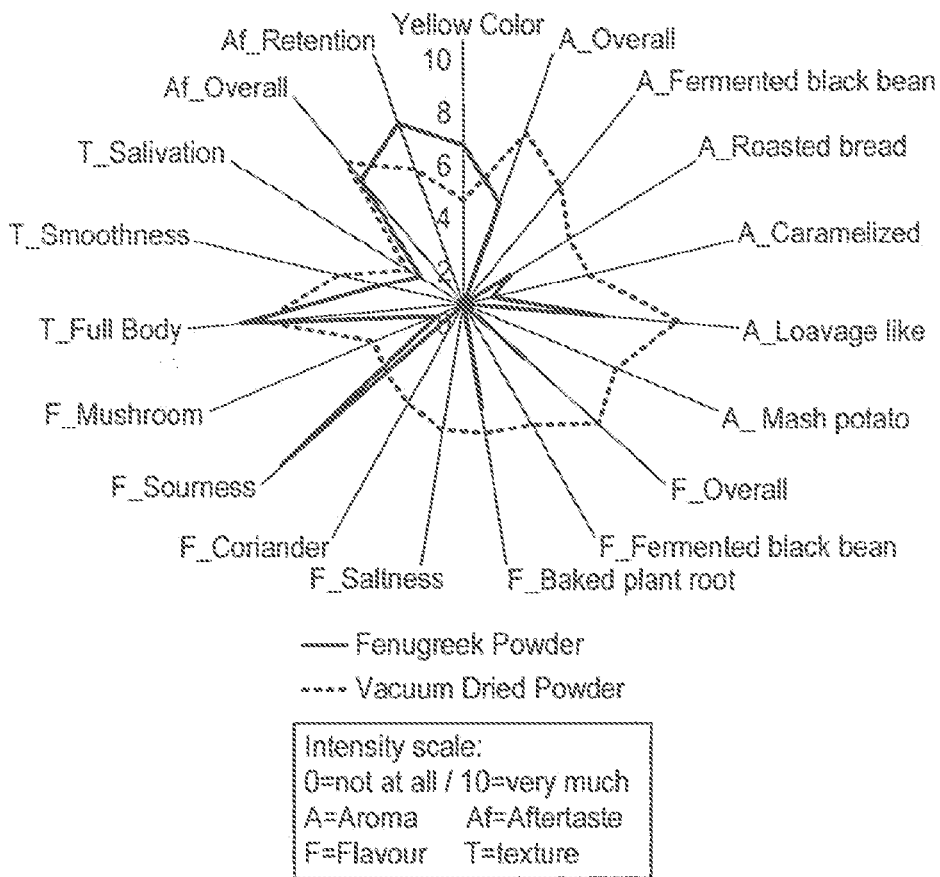 Yellow Color
Af_Retention
A_Overall
Af_Overall
A_Fermented black bean
T_Salivation
A_Roasted bread
T_Smoothness
A_Caramelized
T_Full Body
A_Loavage like
F_Mushroom
A_ Mash potato
F_Sourness
F_Overall
F_Coriander
F_Fermented black bean
F_Saltness
F_Baked plant root
10
8
6
4
2
0
Fenugreek Powder
Vacuum Dried Powder
Intensity scale:
0=not at all / 10=very much
A=Aroma Af=Aftertaste
F=Flavour T=texture